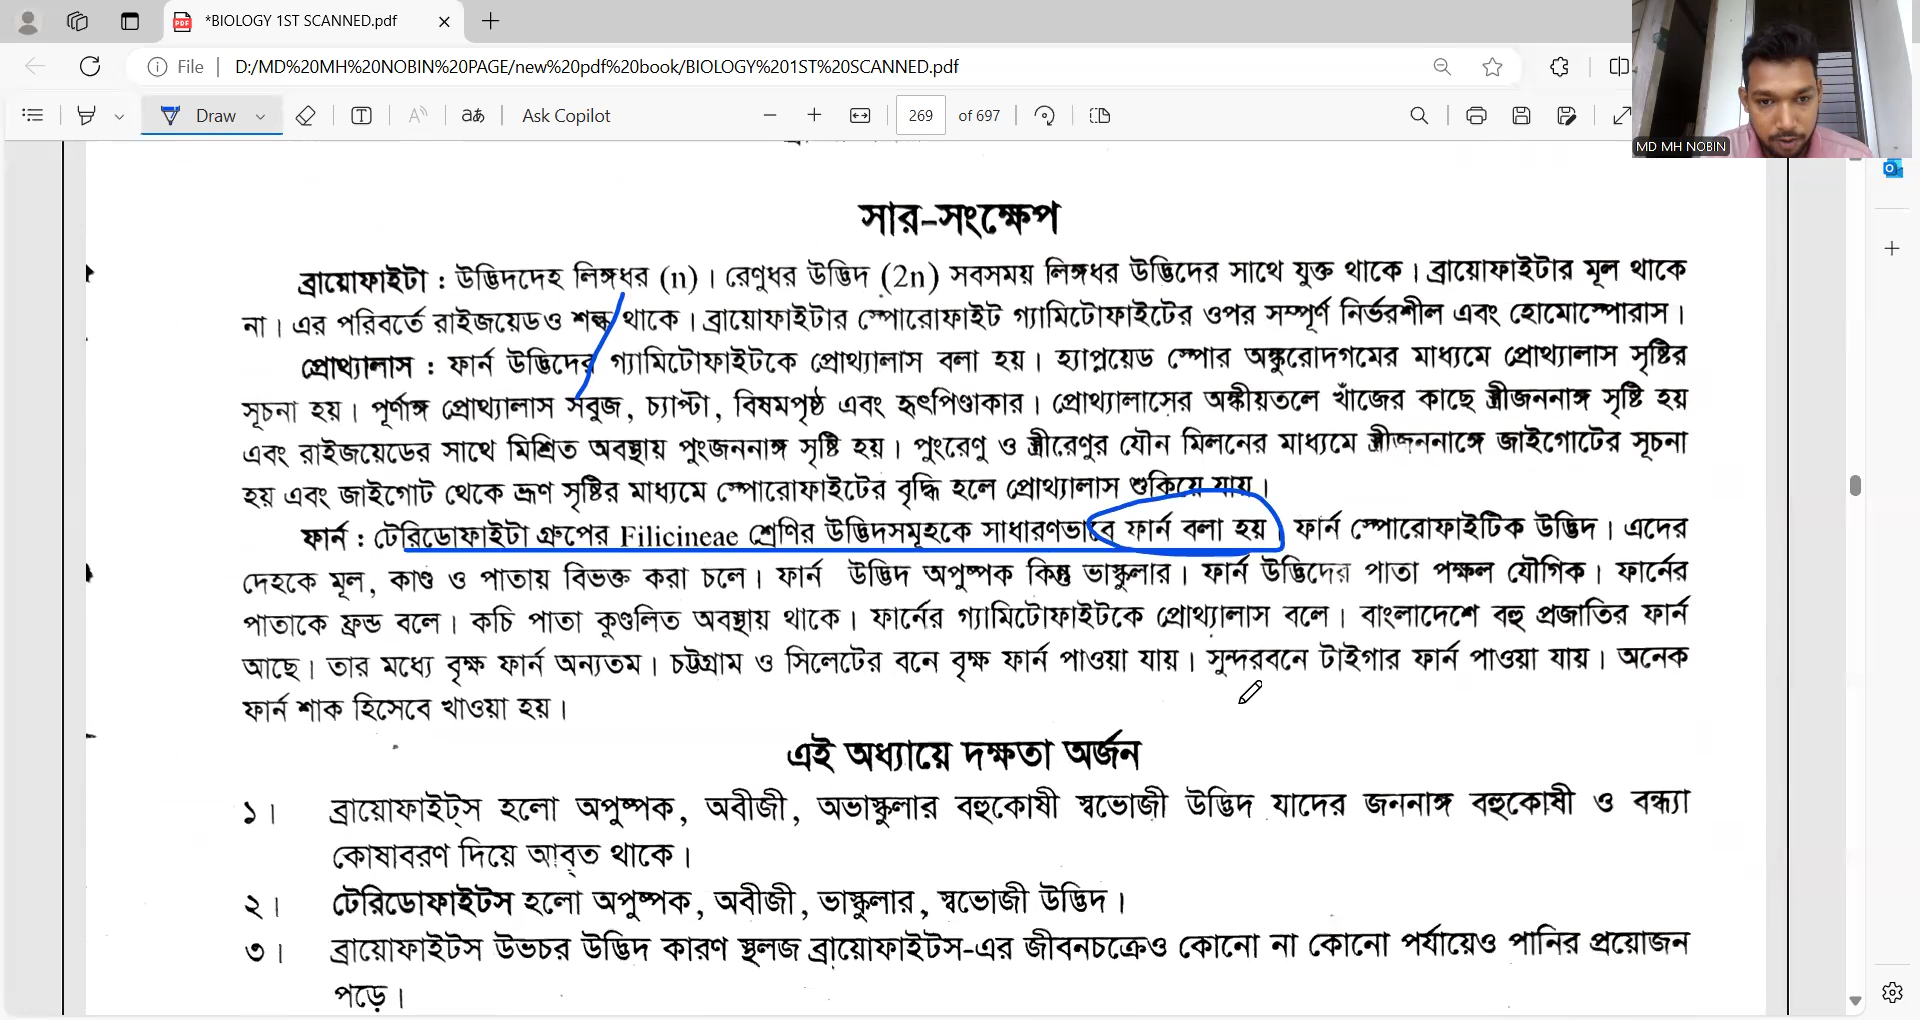 *BIOLOGY 1ST SCANNED.pdf
File
D:/MD%20MH%20NOBIN%20PAGE/new%20pdf%20book/BIOLOGY%201ST%20SCANNED.pdf
Draw
Ask Copilot
269 of 697
MD MH NOBIN
সার-সংক্ষেপ
ব্রায়োফাইটা : উদ্ভিদদেহ লিঙ্গধর (n)। রেণুধর উদ্ভিদ (2n) সবসময় লিঙ্গধর উদ্ভিদের সাথে যুক্ত থাকে। ব্রায়োফাইটার মূল থাকে
না। এর পরিবর্তে রাইজয়েডও শল্ক থাকে। ব্রায়োফাইটার স্পোরোফাইট গ্যামিটোফাইটের ওপর সম্পূর্ণ নির্ভরশীল এবং হোমোস্পোরাস।
প্রোথ্যালাস : ফার্ন উদ্ভিদের গ্যামিটোফাইটকে প্রোথ্যালাস বলা হয়। হ্যাপ্লয়েড স্পোর অঙ্কুরোদগমের মাধ্যমে প্রোথ্যালাস সৃষ্টির
সূচনা হয়। পূর্ণাঙ্গ প্রোথ্যালাস সবুজ, চ্যাপ্টা, বিষমপৃষ্ঠ এবং হৃৎপিণ্ডাকার। প্রোথ্যালাসের অঙ্কীয়তলে খাঁজের কাছে স্ত্রীজননাঙ্গ সৃষ্টি হয়
এবং রাইজয়েডের সাথে মিশ্রিত অবস্থায় পুংজননাঙ্গ সৃষ্টি হয়। পুংরেণু ও স্ত্রীরেণুর যৌন মিলনের মাধ্যমে স্ত্রীজননাঙ্গে জাইগোটের সূচনা
হয় এবং জাইগোট থেকে ভ্রূণ সৃষ্টির মাধ্যমে স্পোরোফাইটের বৃদ্ধি হলে প্রোথ্যালাস শুকিয়ে যায়।
ফার্ন : টেরিডোফাইটা গ্রুপের Filicineae শ্রেণির উদ্ভিদসমূহকে সাধারণভাবে ফার্ন বলা হয়। ফার্ন স্পোরোফাইটিক উদ্ভিদ। এদের
দেহকে মূল, কাণ্ড ও পাতায় বিভক্ত করা চলে। ফার্ন উদ্ভিদ অপুষ্পক কিন্তু ভাস্কুলার। ফার্ন উদ্ভিদের পাতা পক্ষল যৌগিক। ফার্নের
পাতাকে ফ্রন্ড বলে। কচি পাতা কুণ্ডলিত অবস্থায় থাকে। ফার্নের গ্যামিটোফাইটকে প্রোথ্যালাস বলে। বাংলাদেশে বহু প্রজাতির ফার্ন
আছে। তার মধ্যে বৃক্ষ ফার্ন অন্যতম। চট্টগ্রাম ও সিলেটের বনে বৃক্ষ ফার্ন পাওয়া যায়। সুন্দরবনে টাইগার ফার্ন পাওয়া যায়। অনেক
ফার্ন শাক হিসেবে খাওয়া হয়।
এই অধ্যায়ে দক্ষতা অর্জন
১। ব্রায়োফাইট্স হলো অপুষ্পক, অবীজী, অভাস্কুলার বহুকোষী স্বভোজী উদ্ভিদ যাদের জননাঙ্গ বহুকোষী ও বন্ধ্যা
কোষাবরণ দিয়ে আবৃত থাকে।
২। টেরিডোফাইটস হলো অপুষ্পক, অবীজী, ভাস্কুলার, স্বভোজী উদ্ভিদ।
৩। ব্রায়োফাইটস উভচর উদ্ভিদ কারণ স্থলজ ব্রায়োফাইটস-এর জীবনচক্রেও কোনো না কোনো পর্যায়েও পানির প্রয়োজন
পড়ে।